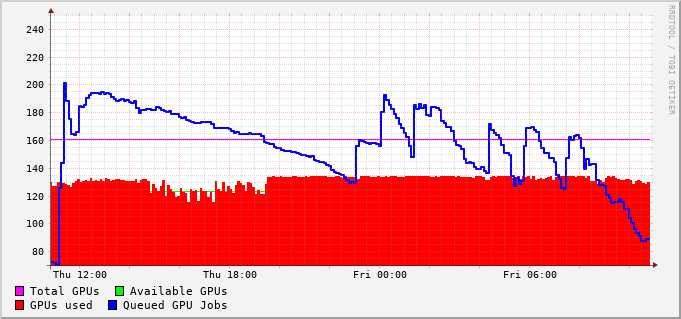 240
220
200
180
160
140
120
100
80
Thu 12:00 Thu 18:00 Fri 00:00 Fri 06:00
Total GPUs Available GPUs
GPUs used Queued GPU Jobs
RRDTOOL / TOBI OETIKER